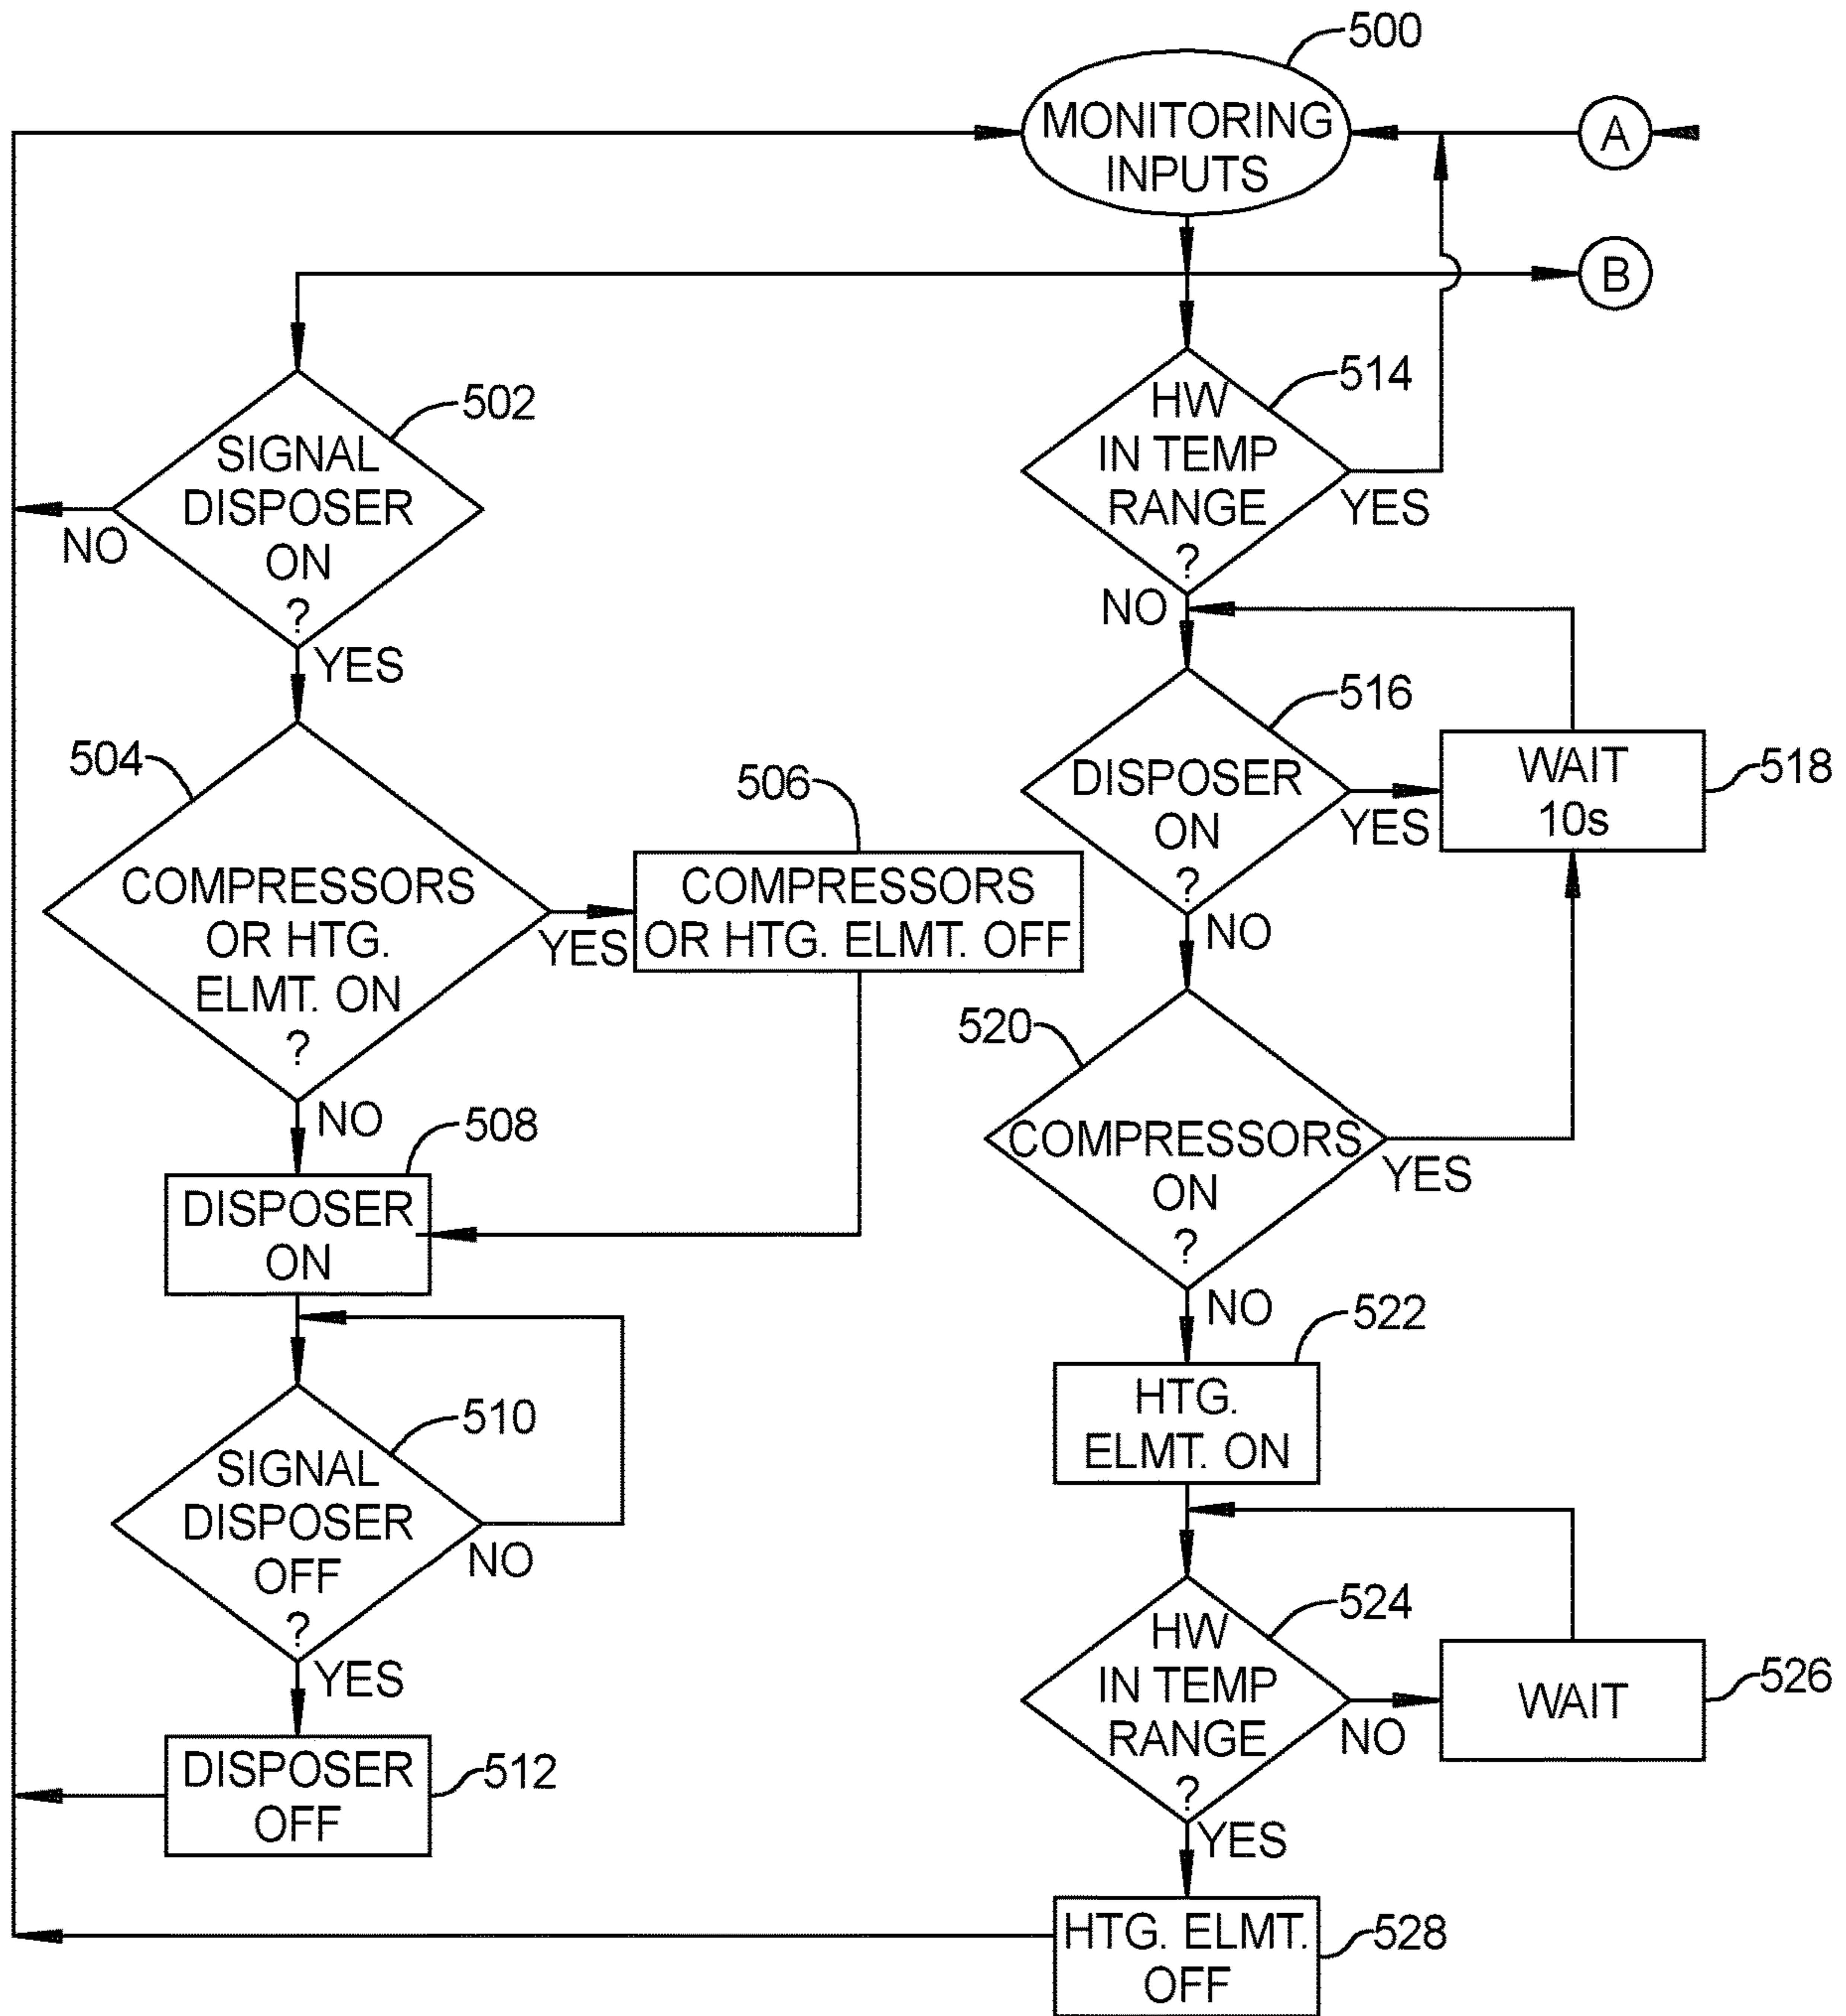 500
MONITORING
INPUTS
A
B
502
SIGNAL
DISPOSER
ON
?
NO
YES
504
COMPRESSORS
OR HTG.
ELMT. ON
?
YES
NO
506
COMPRESSORS
OR HTG. ELMT. OFF
508
DISPOSER
ON
510
SIGNAL
DISPOSER
OFF
?
NO
YES
DISPOSER
OFF
512
514
HW
IN TEMP
RANGE
?
YES
NO
516
DISPOSER
ON
?
YES
NO
WAIT
10s
518
520
COMPRESSORS
ON
?
YES
NO
522
HTG.
ELMT. ON
524
HW
IN TEMP
RANGE
?
NO
YES
WAIT
526
HTG. ELMT.
OFF
528